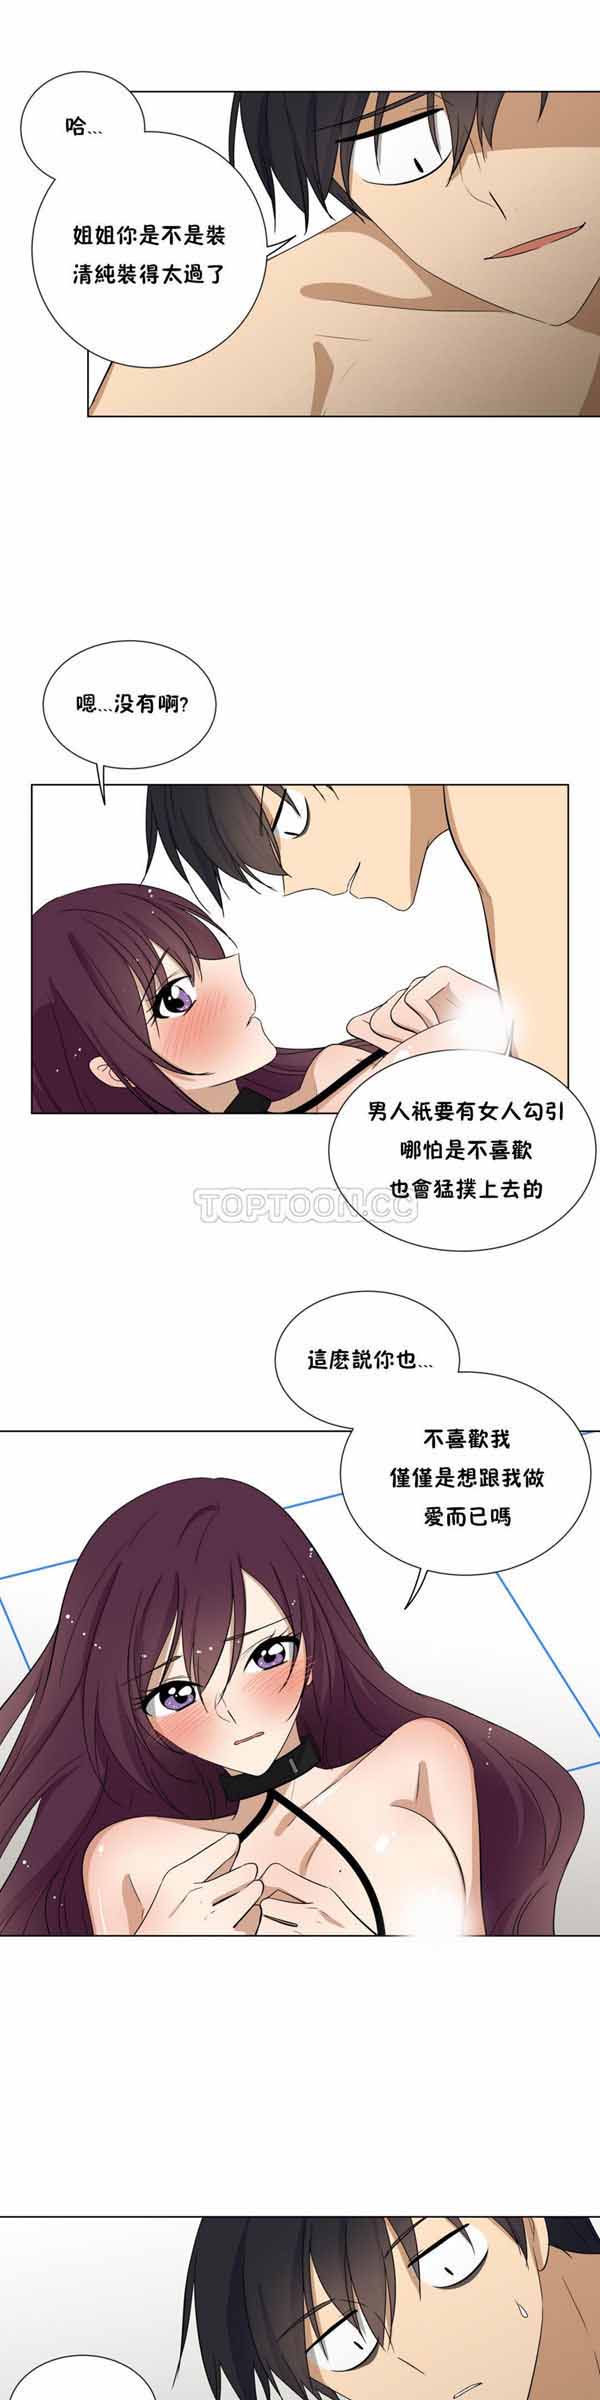 哈...
姐姐你是不是裝
清純裝得太過了
嗯...没有啊?
男人祇要有女人勾引
哪怕是不喜歡
也會猛撲上去的
TOPTOON.CC
這麽說你也...
不喜歡我
僅僅是想跟我做
愛而已嗎